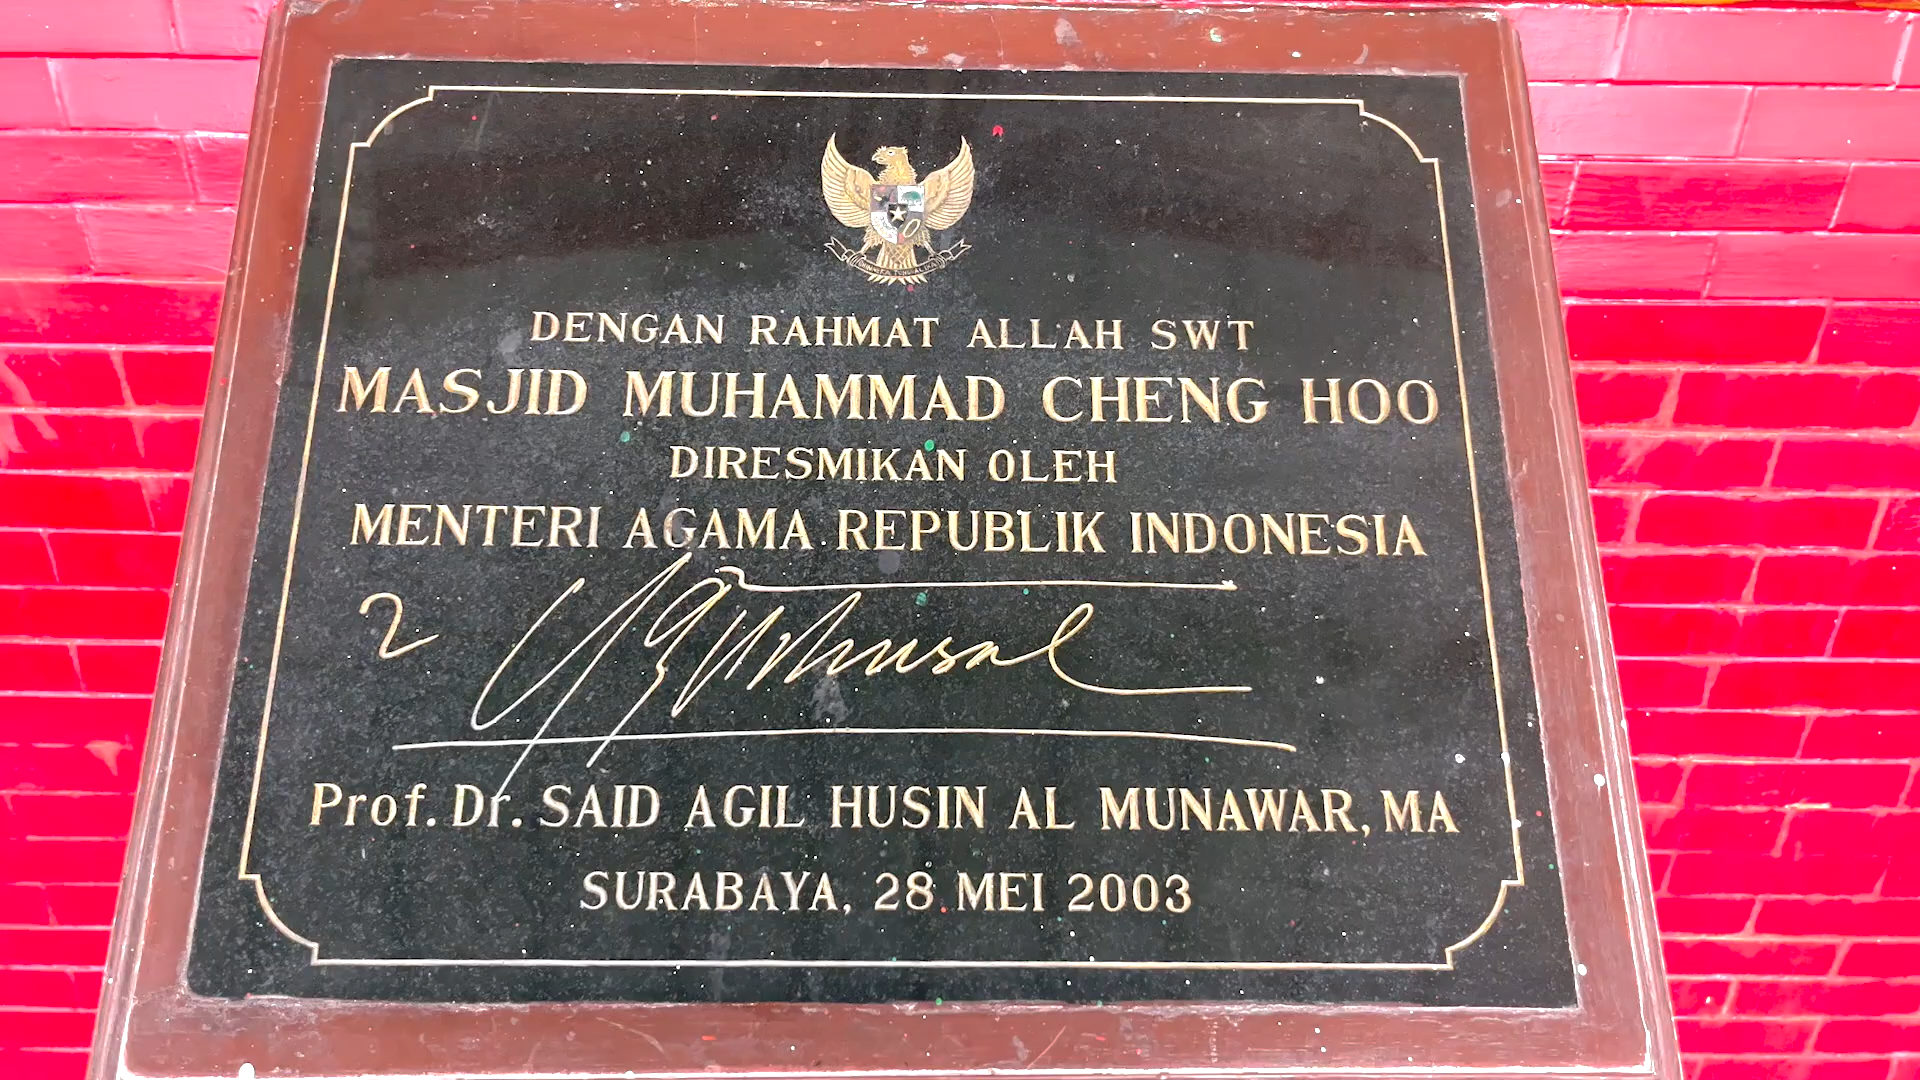 DENGAN RAHMAT ALLAH SWT
MASJID MUHAMMAD CHENG HOO
DIRESMIKAN OLEH
MENTERI AGAMA REPUBLIK INDONESIA
Prof. Dr. SAID AGIL HUSIN AL MUNAWAR, MA
SURABAYA, 28 MEI 2003